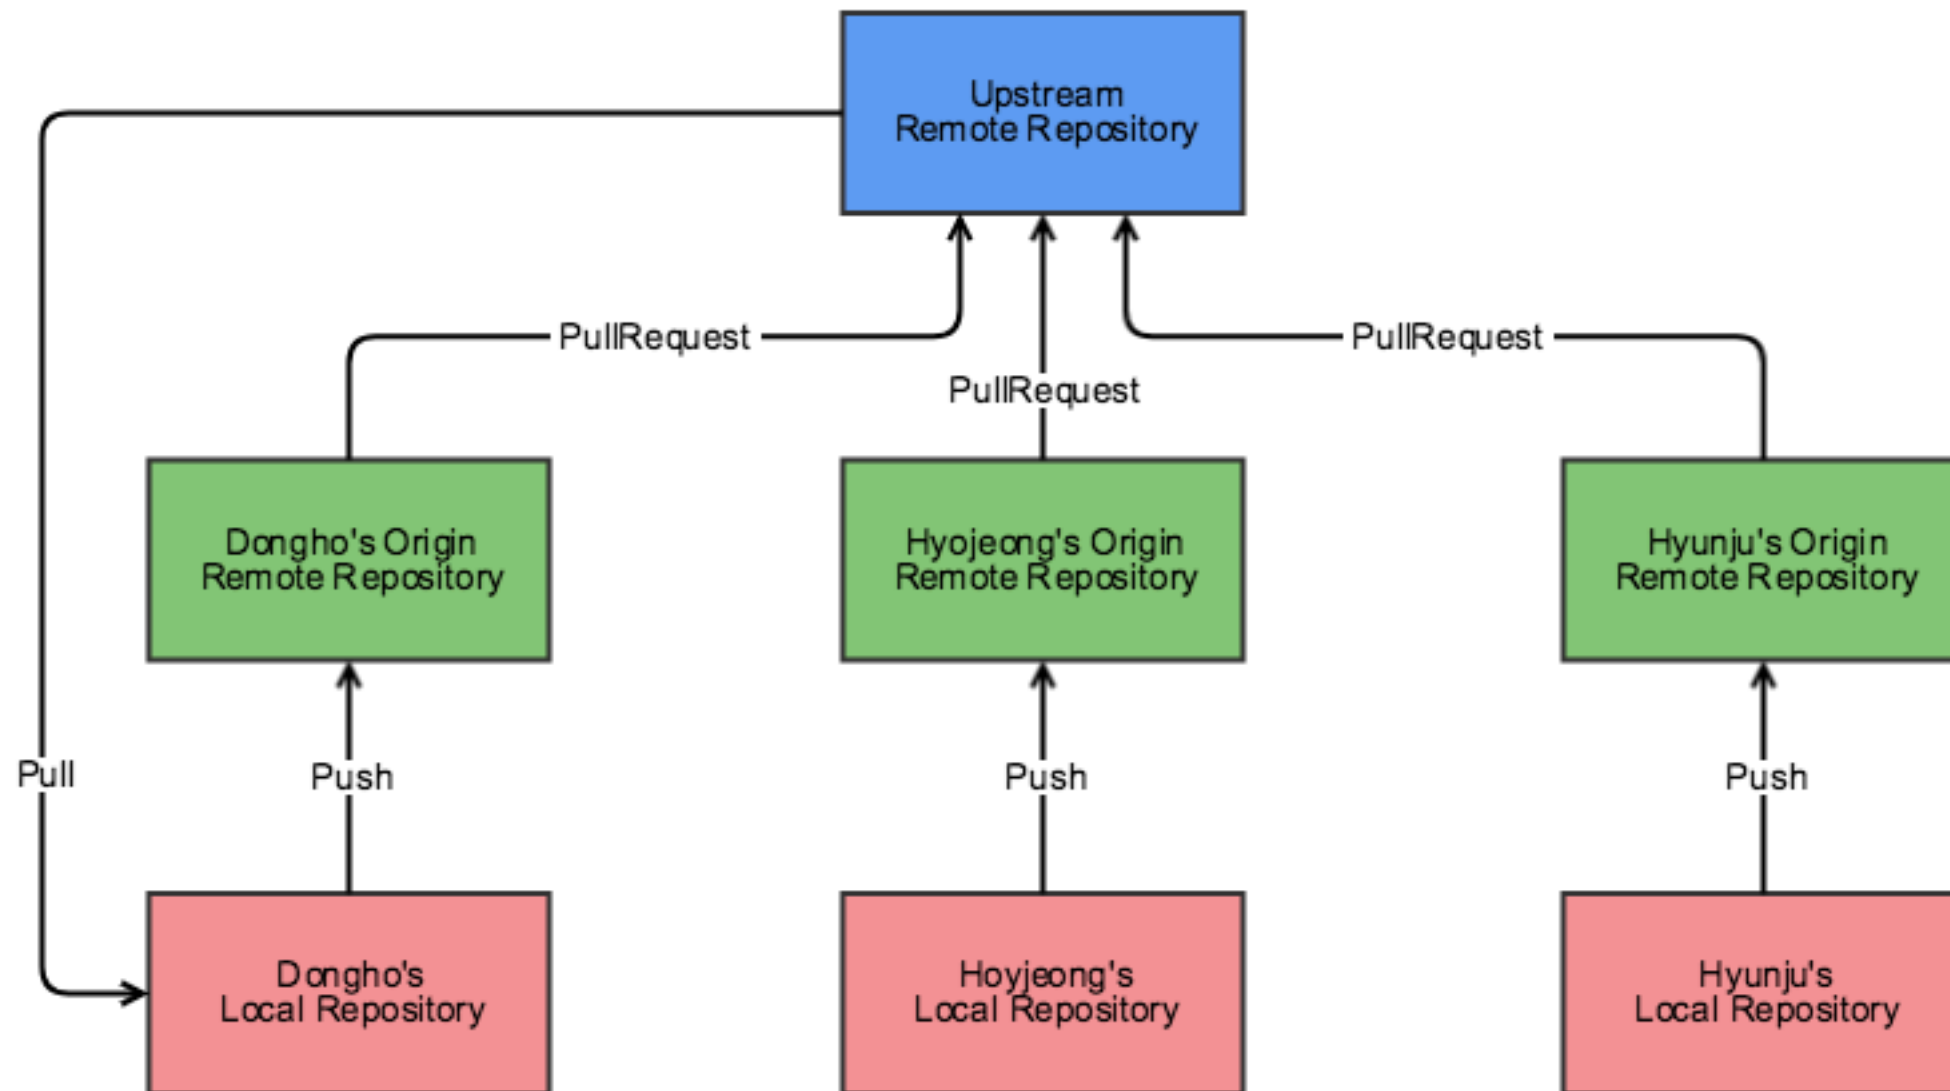 Upstream
Remote Repository
PullRequest
PullRequest
PullRequest
Dongho's Origin
Remote Repository
Hyojeong's Origin
Remote Repository
Hyunju's Origin
Remote Repository
Pull
Push
Push
Push
Dongho's
Local Repository
Hoyjeong's
Local Repository
Hyunju's
Local Repository